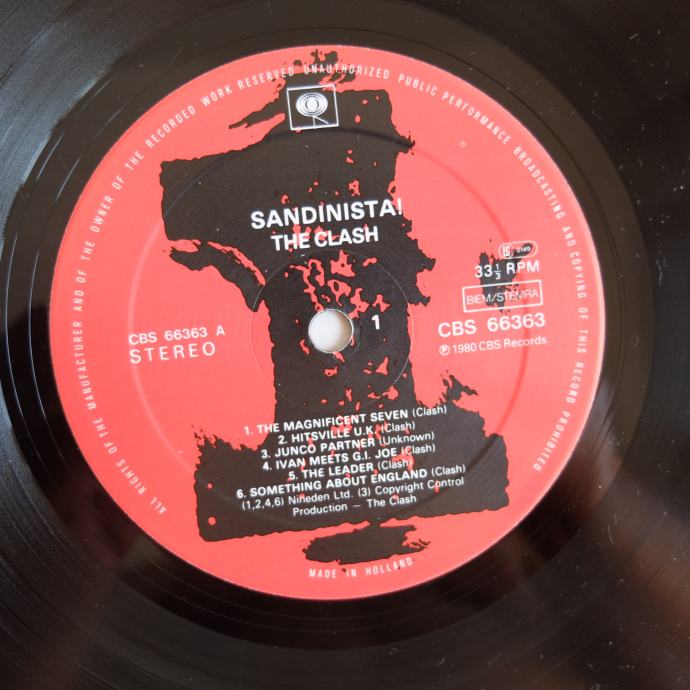 ALL RIGHTS OF THE MANUFACTURER AND OF THE OWNER OF THE RECORDED WORK RESERVED UNAUTHORIZED PUBLIC PERFORMANCE BROADCASTING AND COPYING OF THIS RECORD PROHIBITED
SANDINISTA!
THE CLASH
LC 0149
33⅓ RPM
BIEM/STEMRA
1
CBS 66363
CBS 66363 A
STEREO
℗ 1980 CBS Records
1. THE MAGNIFICENT SEVEN (Clash)
2. HITSVILLE U.K. (Clash)
3. JUNCO PARTNER (Unknown)
4. IVAN MEETS G.I. JOE (Clash)
5. THE LEADER (Clash)
6. SOMETHING ABOUT ENGLAND (Clash)
(1,2,4,6) Nineden Ltd. (3) Copyright Control
Production — The Clash
MADE IN HOLLAND